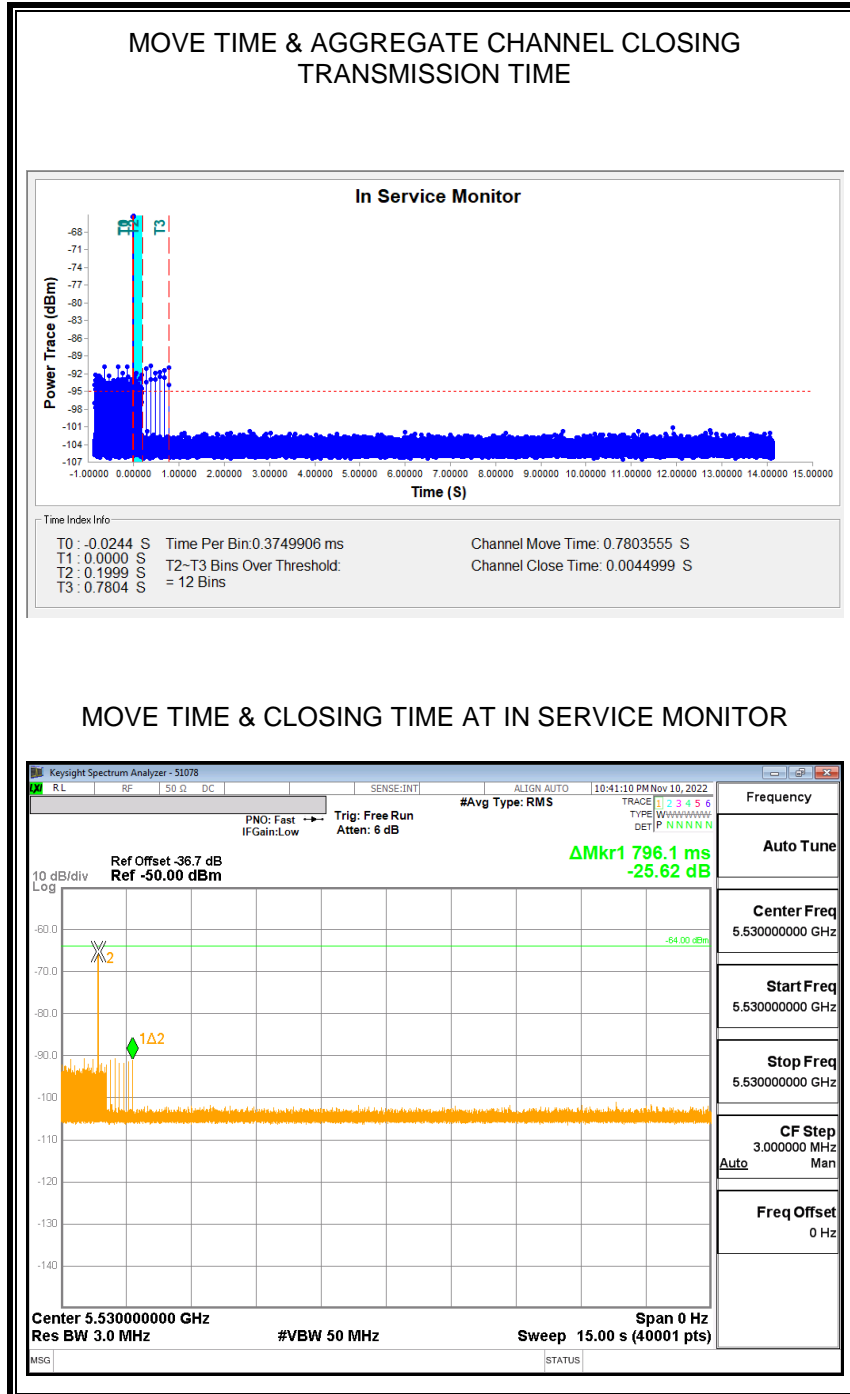 MOVE TIME & AGGREGATE CHANNEL CLOSING
TRANSMISSION TIME
In Service Monitor
T0 T2 T3
Power Trace (dBm)
-68
-71
-74
-77
-80
-83
-86
-89
-92
-95
-98
-101
-104
-107
-1.00000 0.00000 1.00000 2.00000 3.00000 4.00000 5.00000 6.00000 7.00000 8.00000 9.00000 10.00000 11.00000 12.00000 13.00000 14.00000 15.00000
Time (S)
Time Index Info
T0 : -0.0244 S Time Per Bin:0.3749906 ms Channel Move Time: 0.7803555 S
T1 : 0.0000 S T2~T3 Bins Over Threshold: Channel Close Time: 0.0044999 S
T2 : 0.1999 S = 12 Bins
T3 : 0.7804 S
MOVE TIME & CLOSING TIME AT IN SERVICE MONITOR
Keysight Spectrum Analyzer - 51078
LXI RL RF 50 Ω DC SENSE:INT ALIGN AUTO 10:41:10 PM Nov 10, 2022
Frequency
#Avg Type: RMS TRACE 1 2 3 4 5 6
PNO: Fast Trig: Free Run TYPE WWWWWW
IFGain:Low Atten: 6 dB DET P N N N N N
Auto Tune
ΔMkr1 796.1 ms
Ref Offset -36.7 dB -25.62 dB
10 dB/div Ref -50.00 dBm
Log
Center Freq
5.530000000 GHz
-60.0
-64.00 dBm
2
-70.0
Start Freq
5.530000000 GHz
-80.0
1Δ2
-90.0
Stop Freq
5.530000000 GHz
-100
-110
CF Step
3.000000 MHz
Auto Man
-120
-130
Freq Offset
0 Hz
-140
Center 5.530000000 GHz Span 0 Hz
Res BW 3.0 MHz #VBW 50 MHz Sweep 15.00 s (40001 pts)
MSG STATUS